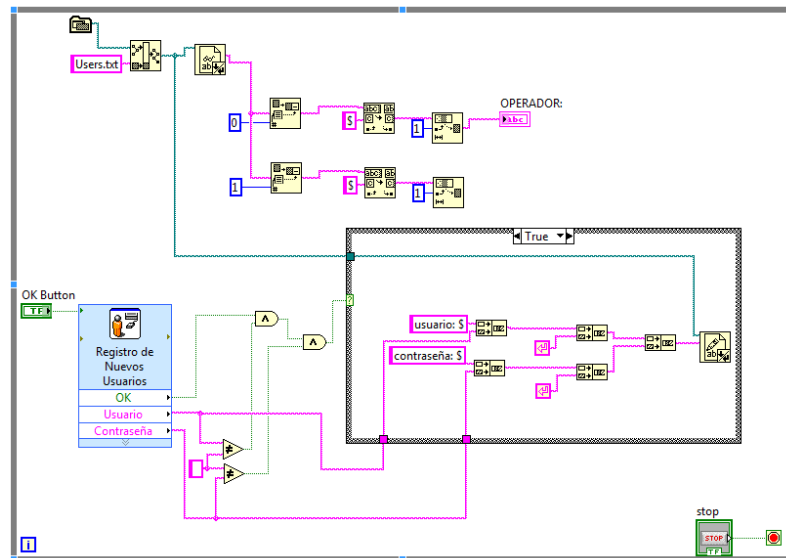 Users.txt
OPERADOR:
0
$
1
abc
1
$
1
True
OK Button
TF
usuario: $
Registro de
Nuevos
Usuarios
contraseña: $
OK
Usuario
Contraseña
stop
STOP
TF
i